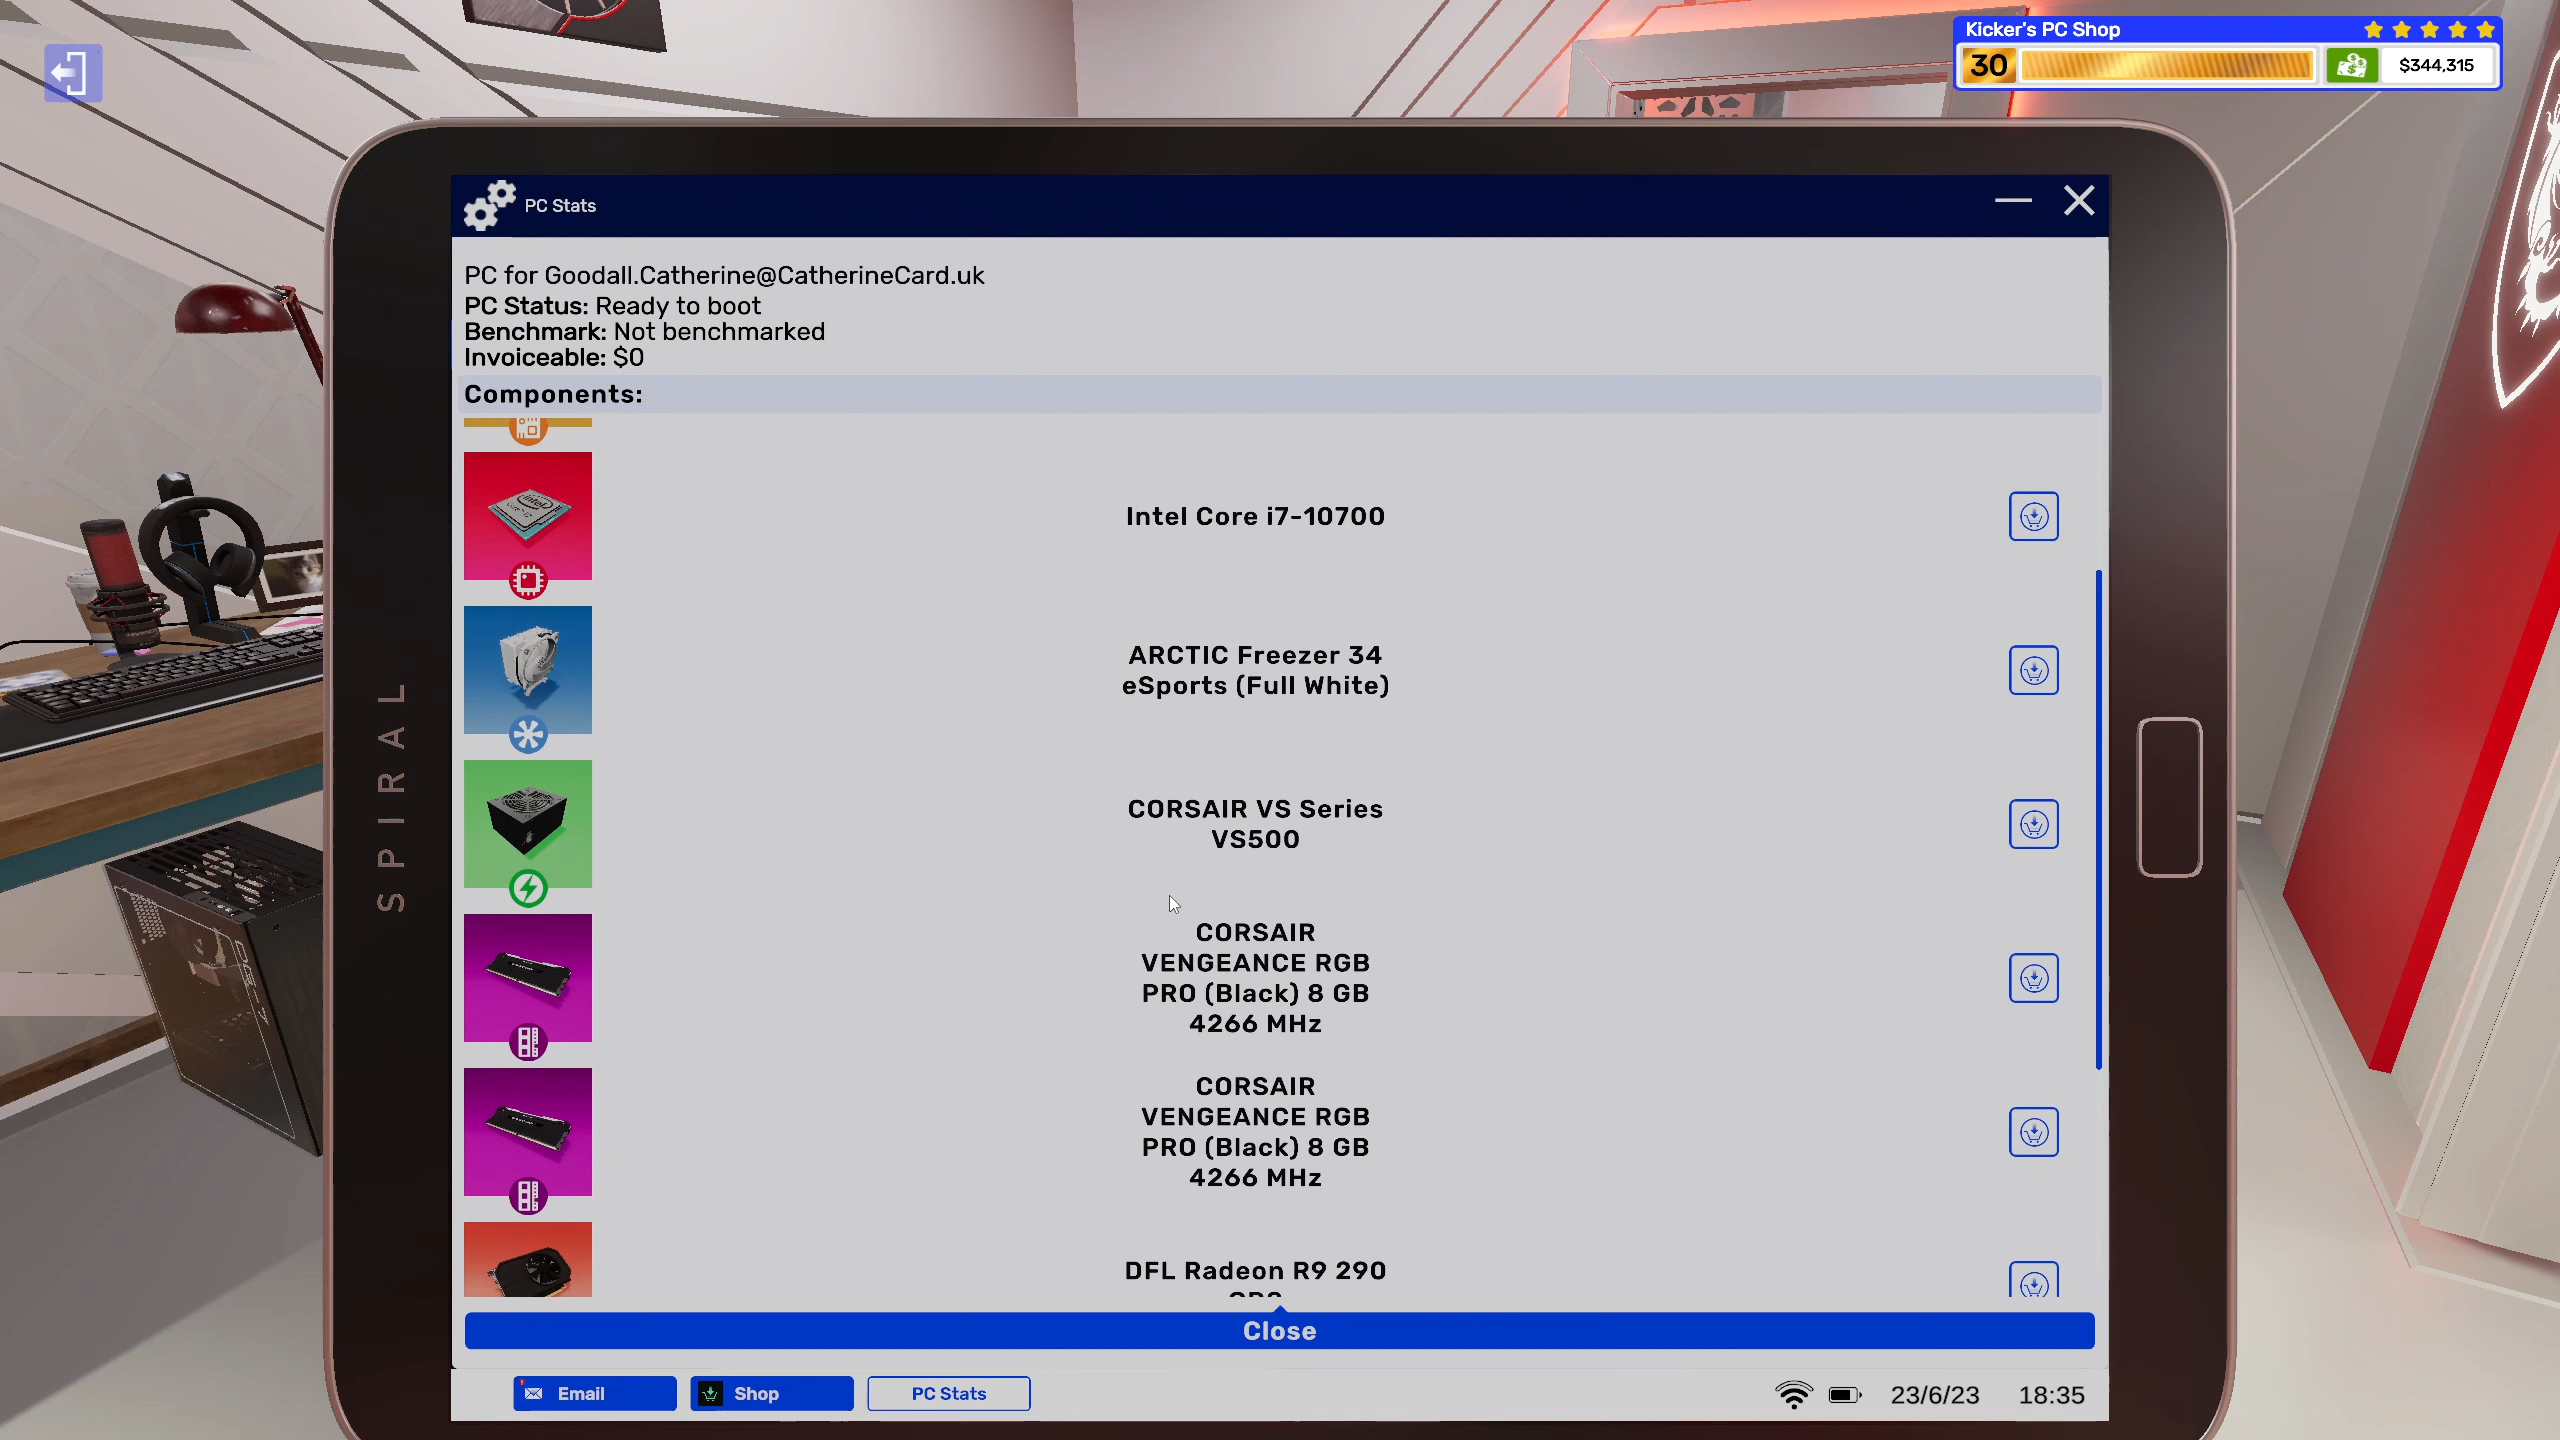 Kicker's PC Shop
30
$344,315
PC Stats
PC for Goodall.Catherine@CatherineCard.uk
PC Status: Ready to boot
Benchmark: Not benchmarked
Invoiceable: $0
Components:
Intel Core i7-10700
ARCTIC Freezer 34
eSports (Full White)
CORSAIR VS Series
VS500
CORSAIR
VENGEANCE RGB
PRO (Black) 8 GB
4266 MHz
CORSAIR
VENGEANCE RGB
PRO (Black) 8 GB
4266 MHz
DFL Radeon R9 290
Close
Email
Shop
PC Stats
23/6/23
18:35
SPIRAL